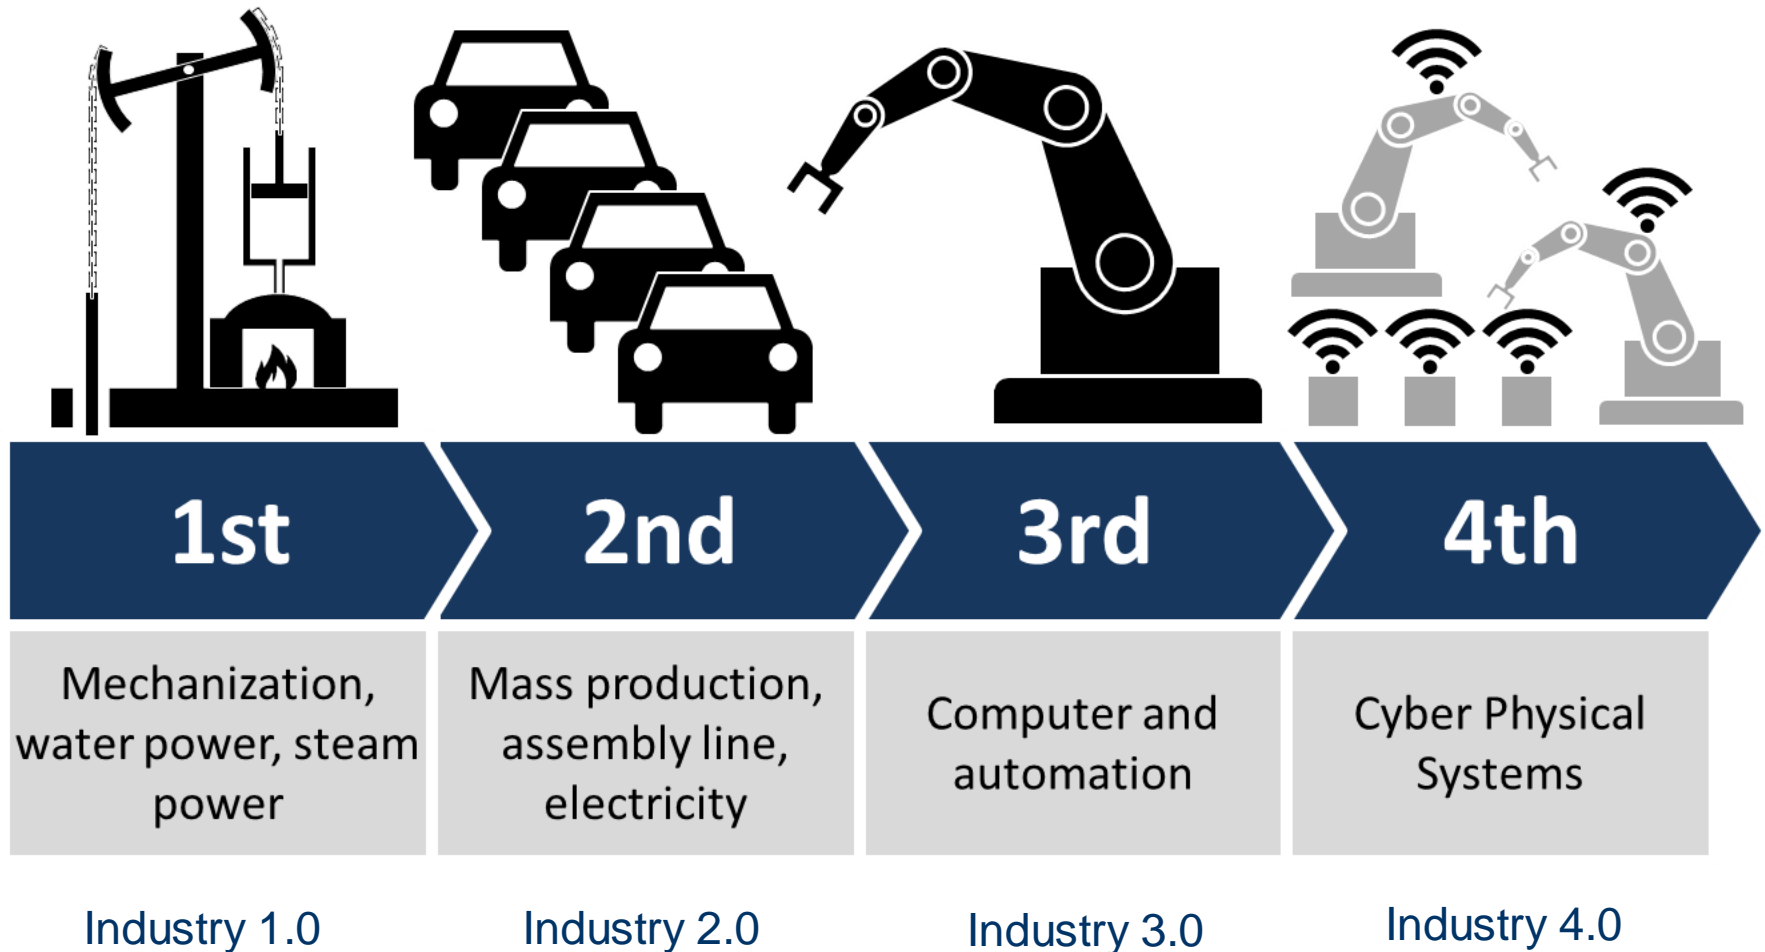 1st
2nd
3rd
4th
Mechanization,
water power, steam
power
Mass production,
assembly line,
electricity
Computer and
automation
Cyber Physical
Systems
Industry 1.0
Industry 2.0
Industry 3.0
Industry 4.0